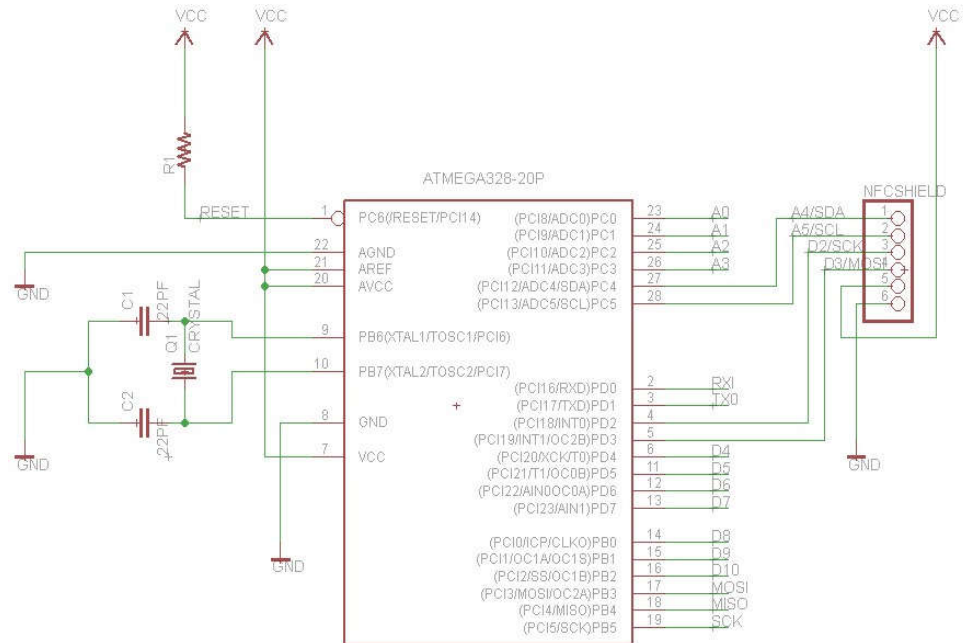 VCC
VCC
VCC
R1
ATMEGA328-20P
NFCSHIELD
RESET
1
PC6(/RESET/PCI14)
22
AGND
21
AREF
20
AVCC
GND
C1
22PF
Q1
CRYSTAL
9
PB6(XTAL1/TOSC1/PCI6)
10
PB7(XTAL2/TOSC2/PCI7)
C2
22PF
GND
8
GND
7
VCC
GND
(PCI8/ADC0)PC0
23
A0
(PCI9/ADC1)PC1
24
A1
(PCI10/ADC2)PC2
25
A2
(PCI11/ADC3)PC3
26
A3
(PCI12/ADC4/SDA)PC4
27
(PCI13/ADC5/SCL)PC5
28
(PCI16/RXD)PD0
2
RXI
(PCI17/TXD)PD1
3
TX0
(PCI18/INT0)PD2
4
(PCI19/INT1/OC2B)PD3
5
(PCI20/XCK/T0)PD4
6
D4
(PCI21/T1/OC0B)PD5
11
D5
(PCI22/AIN0OC0A)PD6
12
D6
(PCI23/AIN1)PD7
13
D7
(PCI0/ICP/CLKO)PB0
14
D8
(PCI1/OC1A/OC1S)PB1
15
D9
(PCI2/SS/OC1B)PB2
16
D10
(PCI3/MOSI/OC2A)PB3
17
MOSI
(PCI4/MISO)PB4
18
MISO
(PCI5/SCK)PB5
19
SCK
A4/SDA
1
A5/SCL
2
D2/SCK
3
D3/MOSI
4
5
6
GND